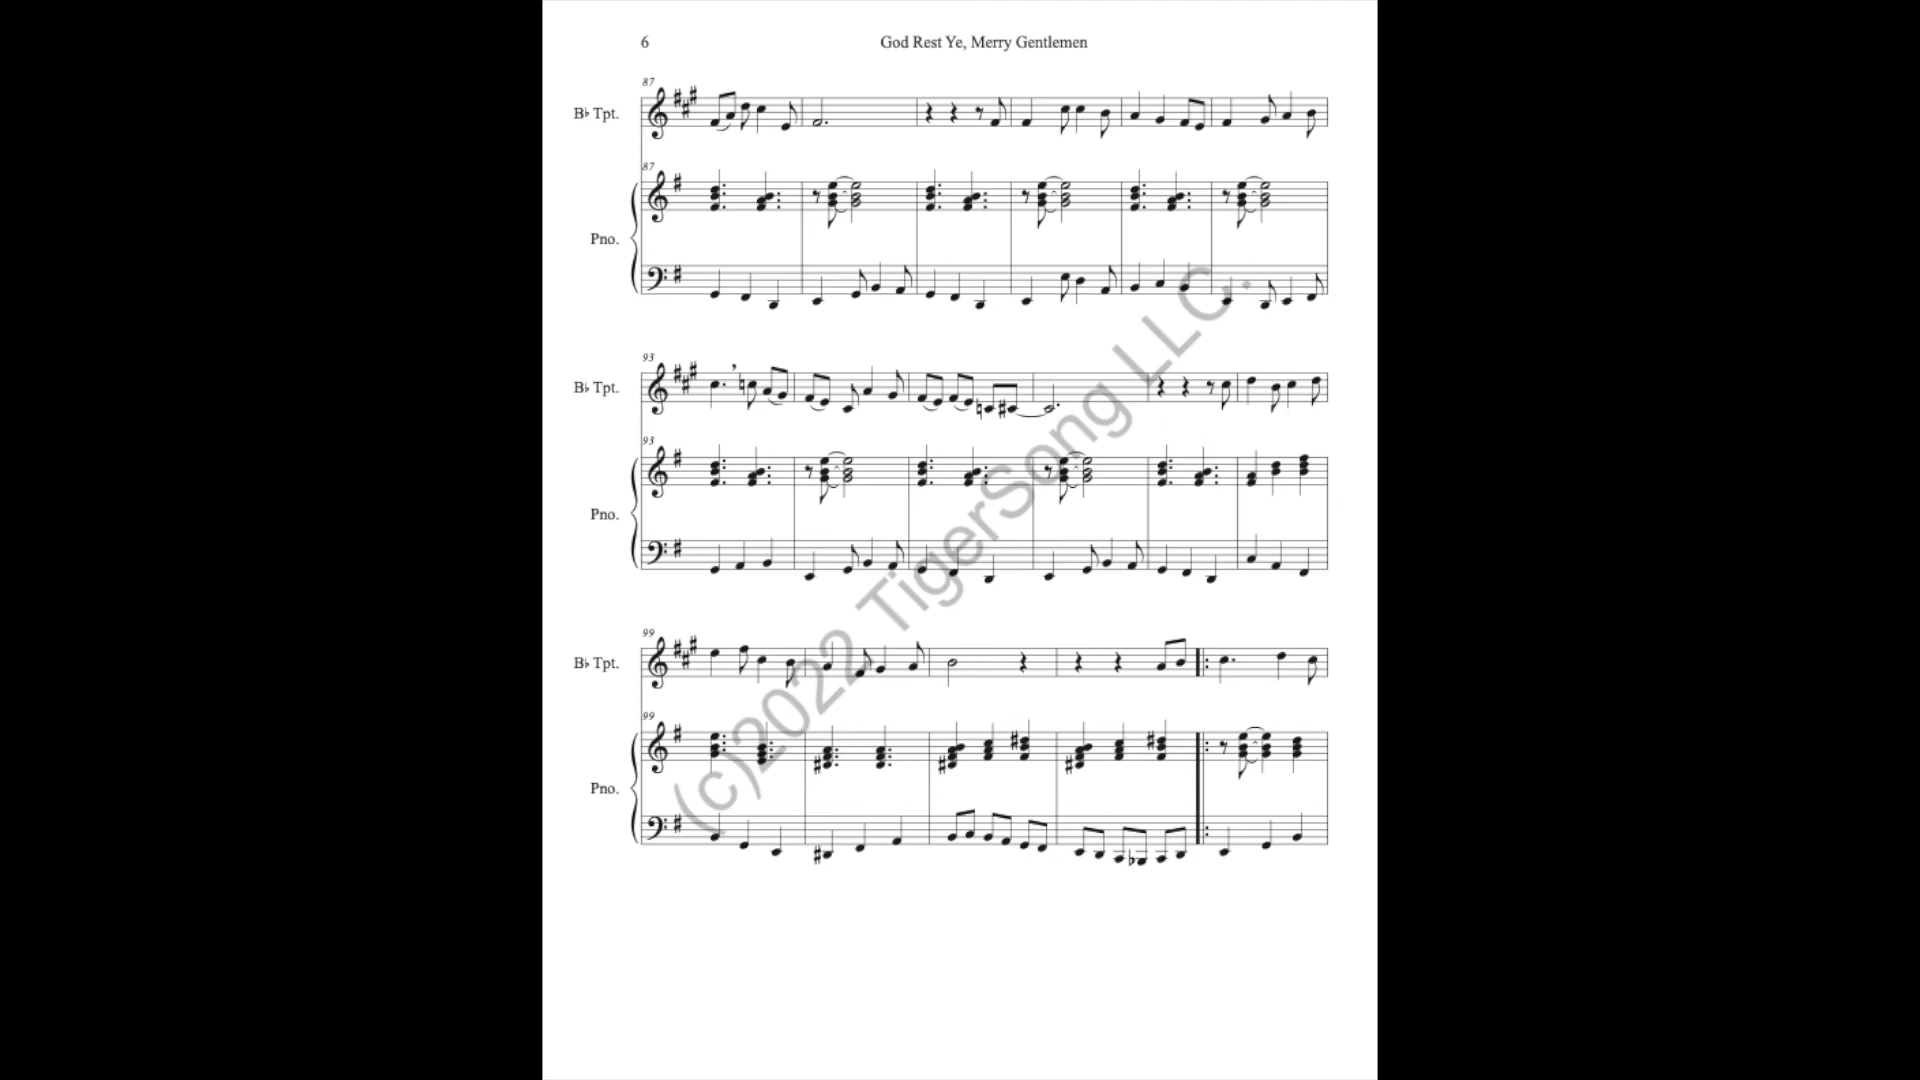 6
God Rest Ye, Merry Gentlemen
87
B♭ Tpt.
87
Pno.
93
B♭ Tpt.
93
Pno.
99
B♭ Tpt.
99
Pno.
(c)2022 TigerSong LLC.